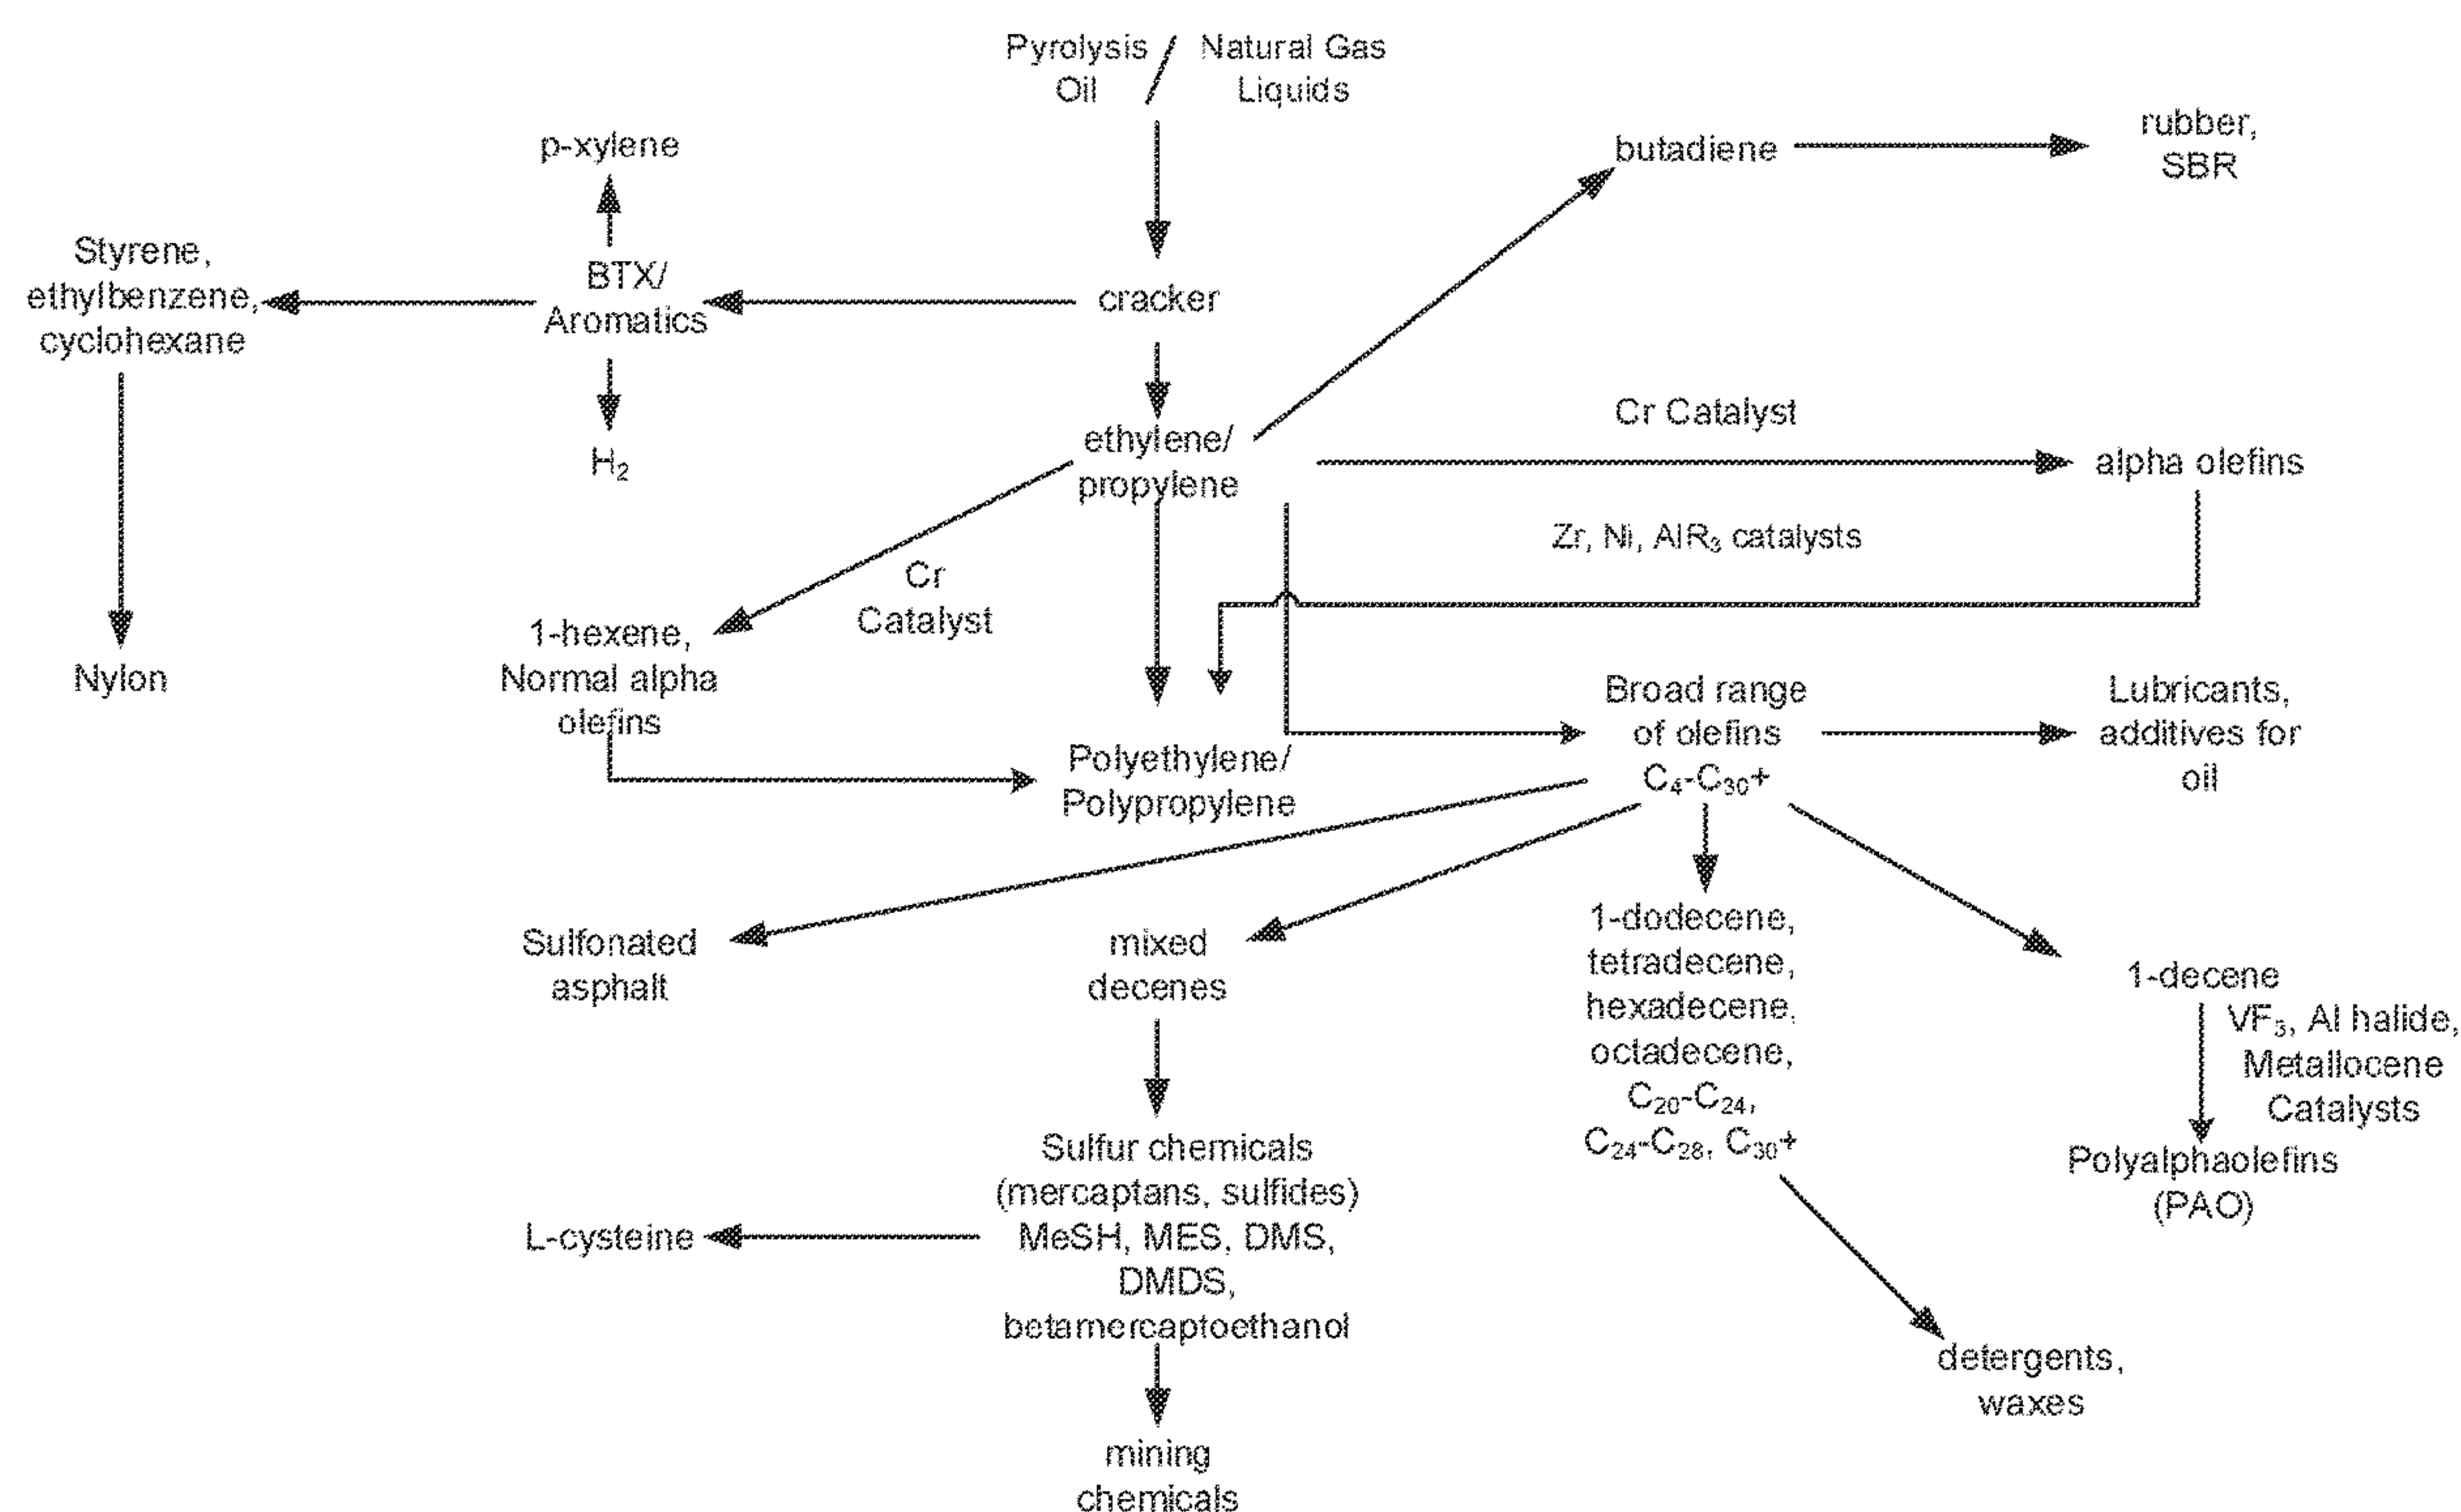 Pyrolysis / Natural Gas
Oil Liquids
p-xylene
butadiene
rubber,
SBR
Styrene,
ethylbenzene,
cyclohexane
BTX/
Aromatics
cracker
H₂
ethylene/
propylene
Cr Catalyst
alpha olefins
Zr, Ni, AlR₃ catalysts
Cr
Catalyst
Nylon
1-hexene,
Normal alpha
olefins
Polyethylene/
Polypropylene
Broad range
of olefins
C₄-C₃₀+
Lubricants,
additives for
oil
Sulfonated
asphalt
mixed
decenes
1-dodecene,
tetradecene,
hexadecene,
octadecene,
C₂₀-C₂₄,
C₂₄-C₂₈, C₃₀+
1-decene
VF₃, Al halide,
Metallocene
Catalysts
Polyalphaolefins
(PAO)
Sulfur chemicals
(mercaptans, sulfides)
MeSH, MES, DMS,
DMDS,
betamercaptoethanol
L-cysteine
detergents,
waxes
mining
chemicals